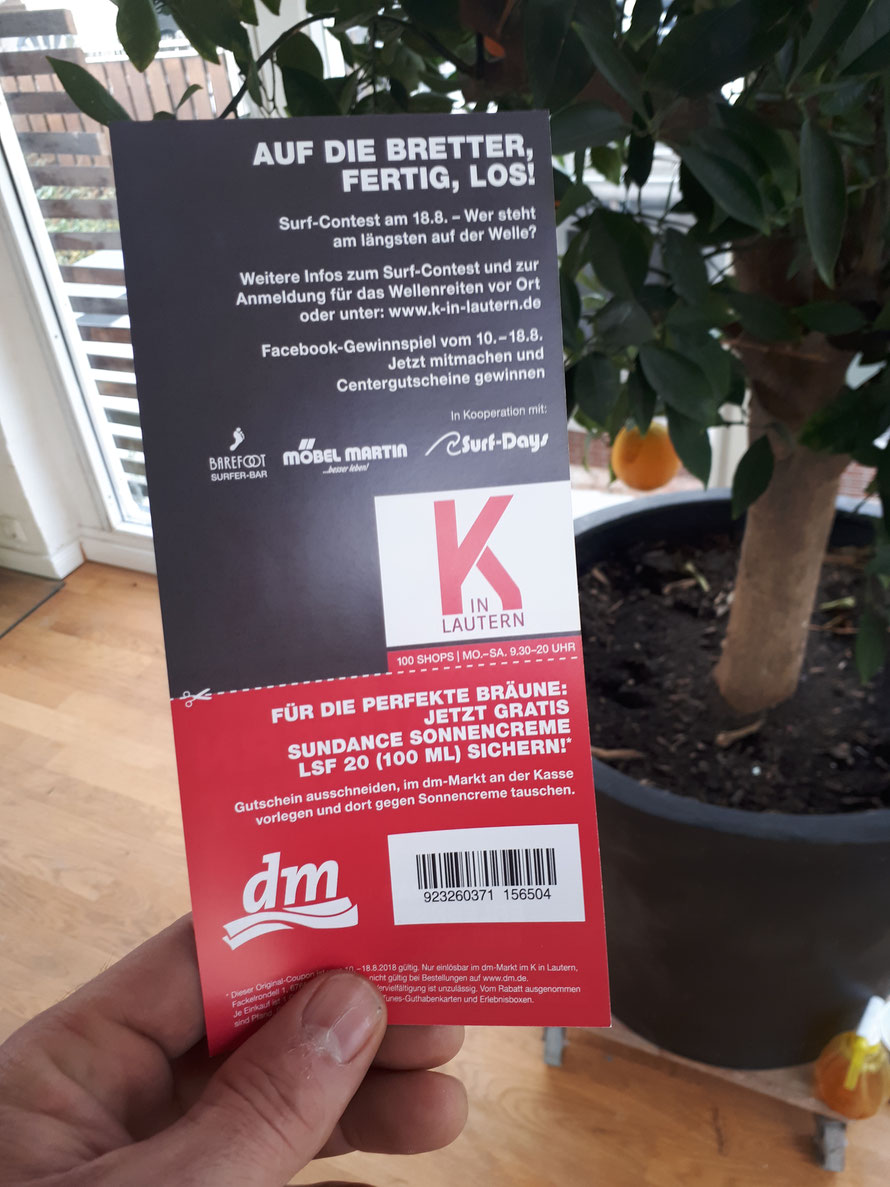 AUF DIE BRETTER,
FERTIG, LOS!
Surf-Contest am 18.8. – Wer steht
am längsten auf der Welle?
Weitere Infos zum Surf-Contest und zur
Anmeldung für das Wellenreiten vor Ort
oder unter: www.k-in-lautern.de
Facebook-Gewinnspiel vom 10.–18.8.
Jetzt mitmachen und
Centergutscheine gewinnen
In Kooperation mit:
BAREFOOT
SURFER-BAR
MÖBEL MARTIN
...besser leben!
Surf-Days
K
IN
LAUTERN
100 SHOPS | MO.–SA. 9.30–20 UHR
FÜR DIE PERFEKTE BRÄUNE:
JETZT GRATIS
SUNDANCE SONNENCREME
LSF 20 (100 ML) SICHERN!*
Gutschein ausschneiden, im dm-Markt an der Kasse
vorlegen und dort gegen Sonnencreme tauschen.
dm
923260371 156504
* Dieser Original-Coupon 10.–18.8.2018 gültig. Nur einlösbar im dm-Markt im K in Lautern,
Fackelrondell 1, nicht gültig bei Bestellungen auf www.dm.de.
Je Einkauf ist unzulässig. Vom Rabatt ausgenommen
sind Guthabenkarten und Erlebnisboxen.